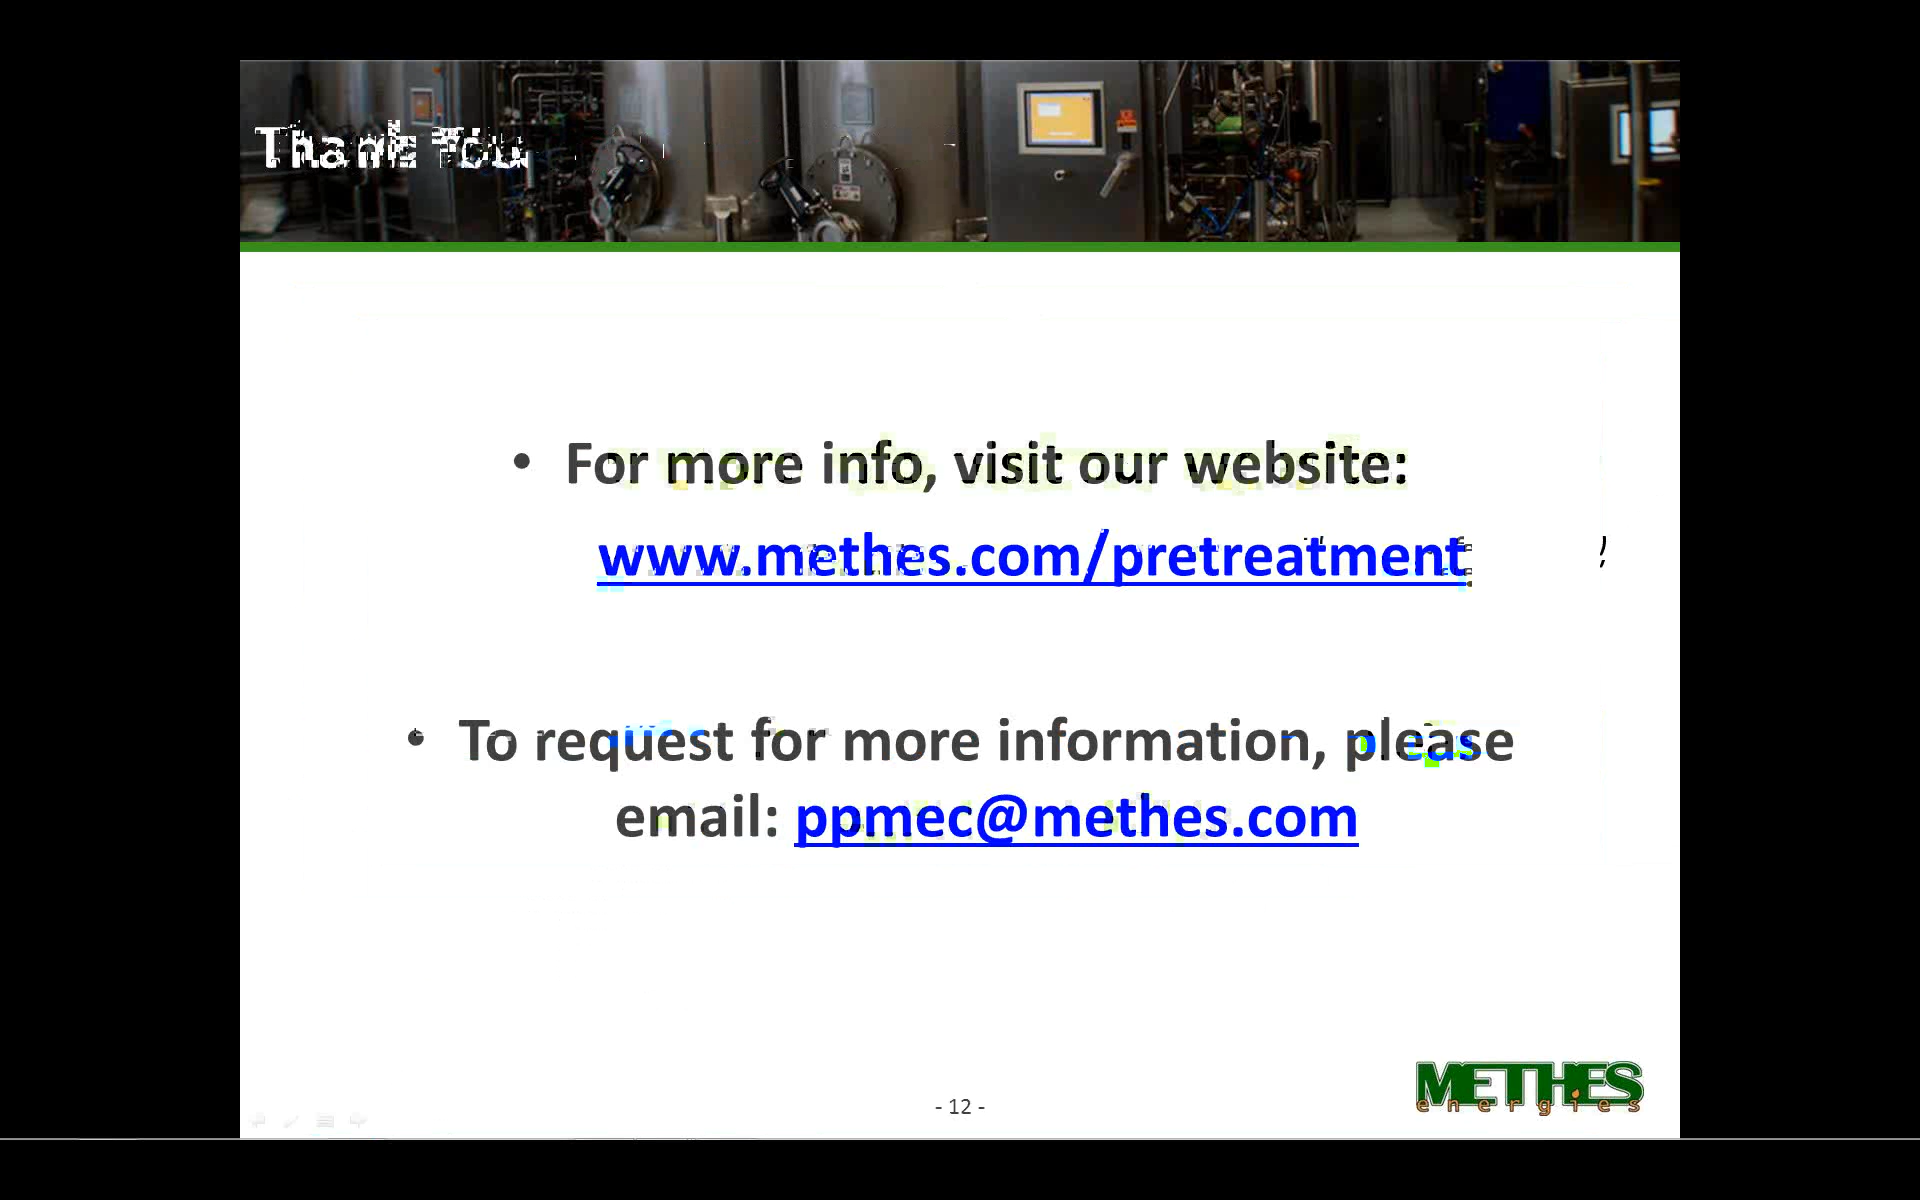 Thank You
• For more info, visit our website:
www.methes.com/pretreatment
• To request for more information, please
email: ppmec@methes.com
- 12 -
METHES
energies